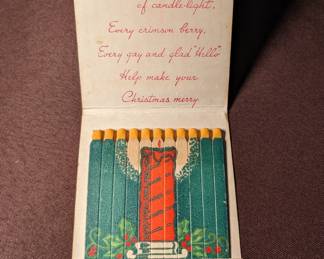 of candle-light,
Every crimson berry,
Every gay and glad "Hello"
Help make your
Christmas merry